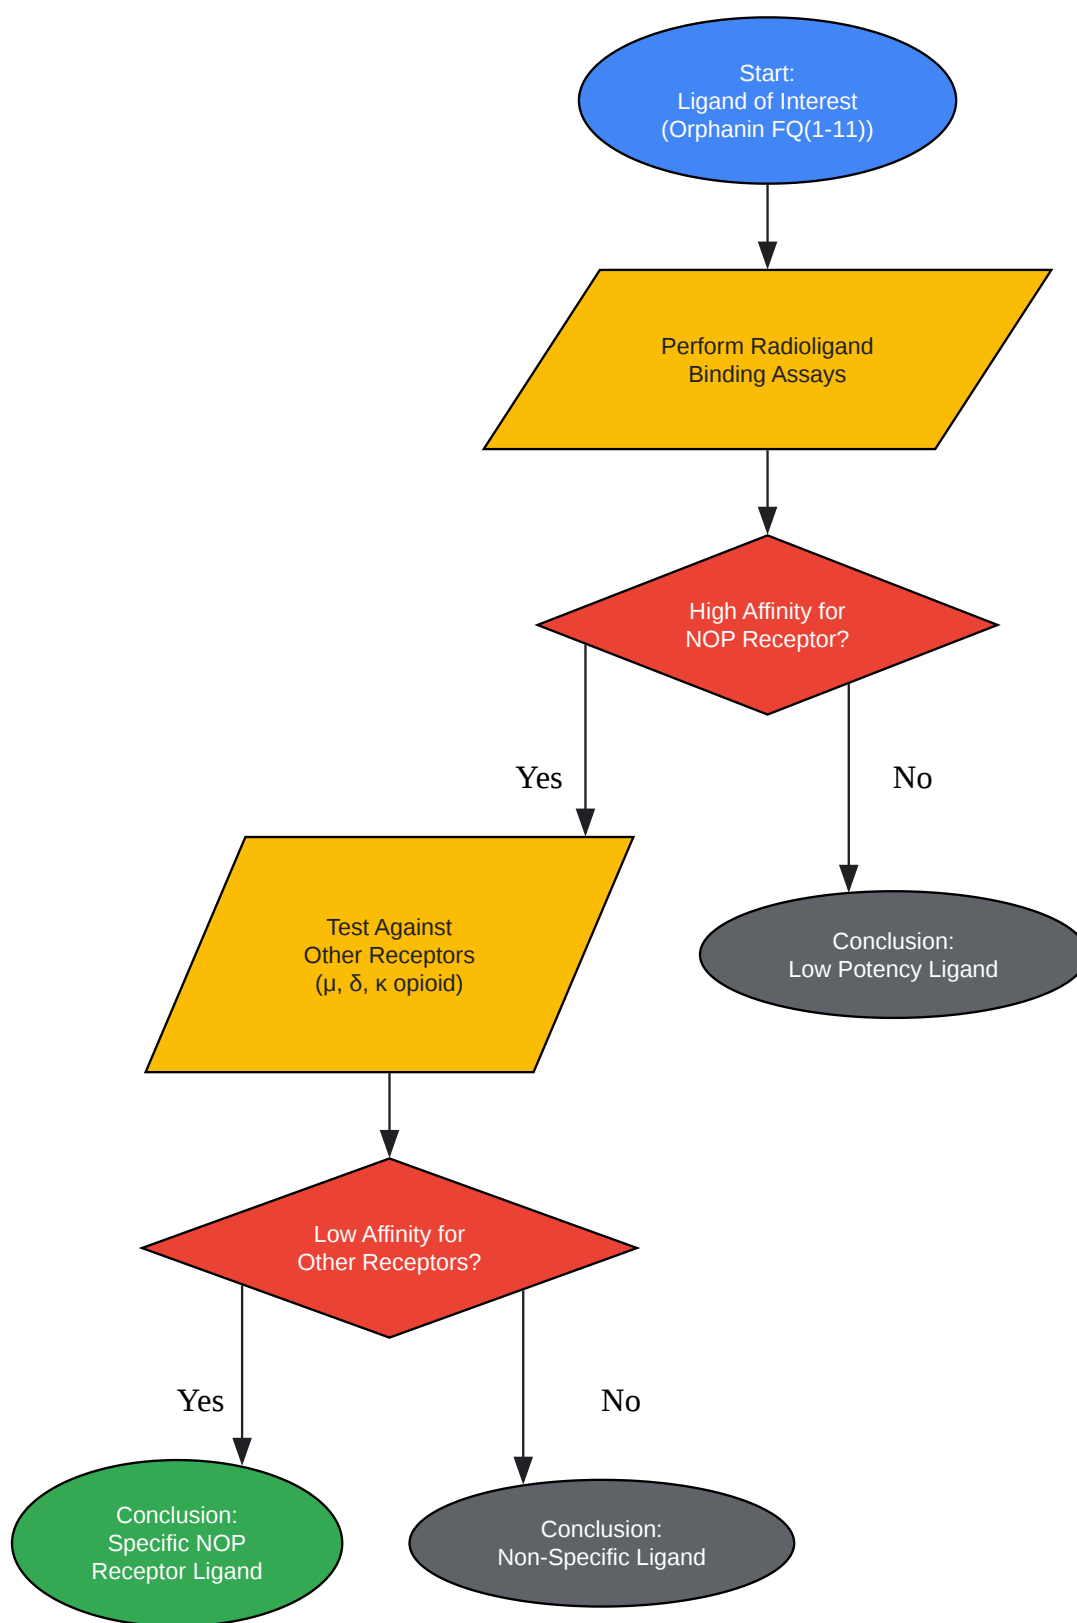 Start:
Ligand of Interest
(Orphanin FQ(1-11))
Perform Radioligand
Binding Assays
High Affinity for
NOP Receptor?
Yes
No
Test Against
Other Receptors
(μ, δ, κ opioid)
Conclusion:
Low Potency Ligand
Low Affinity for
Other Receptors?
Yes
No
Conclusion:
Specific NOP
Receptor Ligand
Conclusion:
Non-Specific Ligand